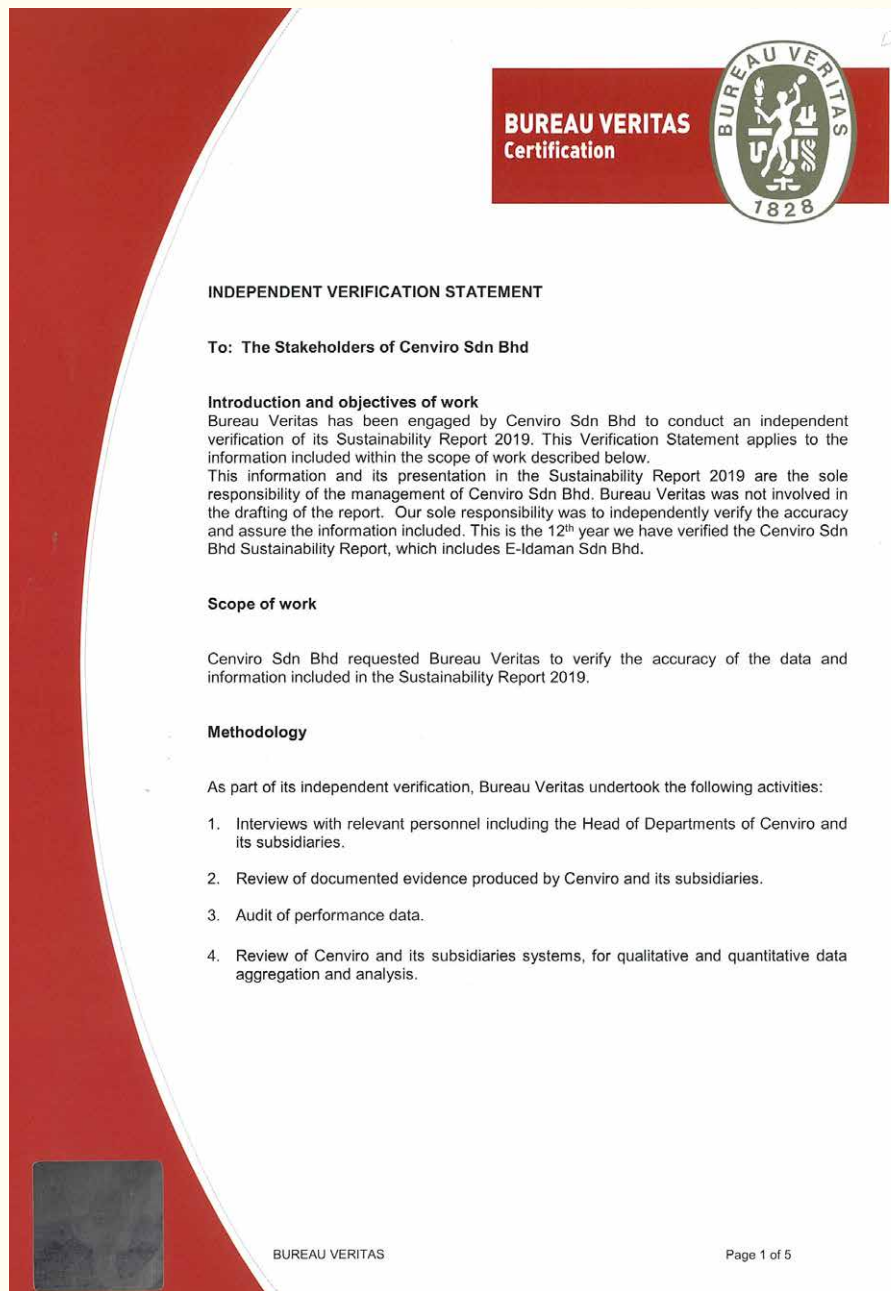 BUREAU VERITAS
Certification
BUREAU VERITAS
1828
INDEPENDENT VERIFICATION STATEMENT
To: The Stakeholders of Cenviro Sdn Bhd
Introduction and objectives of work
Bureau Veritas has been engaged by Cenviro Sdn Bhd to conduct an independent
verification of its Sustainability Report 2019. This Verification Statement applies to the
information included within the scope of work described below.
This information and its presentation in the Sustainability Report 2019 are the sole
responsibility of the management of Cenviro Sdn Bhd. Bureau Veritas was not involved in
the drafting of the report. Our sole responsibility was to independently verify the accuracy
and assure the information included. This is the 12th year we have verified the Cenviro Sdn
Bhd Sustainability Report, which includes E-Idaman Sdn Bhd.
Scope of work
Cenviro Sdn Bhd requested Bureau Veritas to verify the accuracy of the data and
information included in the Sustainability Report 2019.
Methodology
As part of its independent verification, Bureau Veritas undertook the following activities:
1. Interviews with relevant personnel including the Head of Departments of Cenviro and
its subsidiaries.
2. Review of documented evidence produced by Cenviro and its subsidiaries.
3. Audit of performance data.
4. Review of Cenviro and its subsidiaries systems, for qualitative and quantitative data
aggregation and analysis.
BUREAU VERITAS
Page 1 of 5